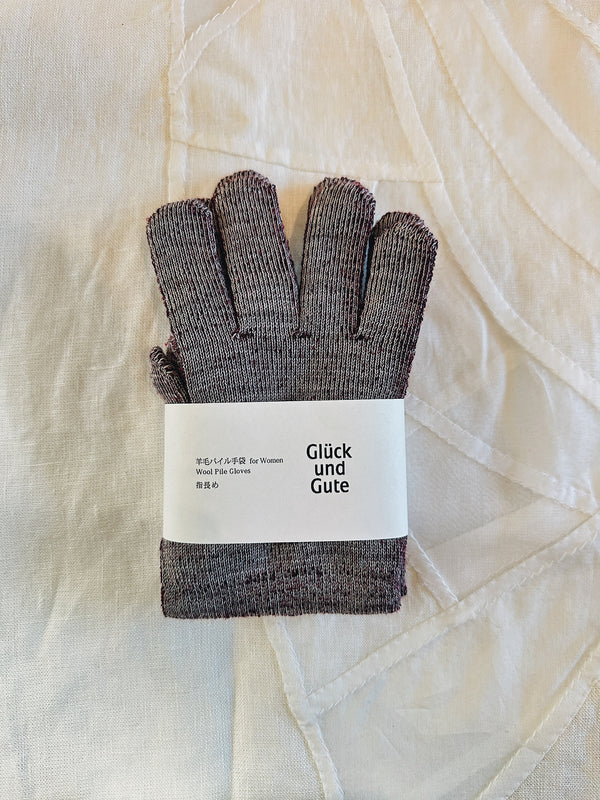 羊毛パイル手袋 for Women
Wool Pile Gloves
指長め
Glück
und
Gute